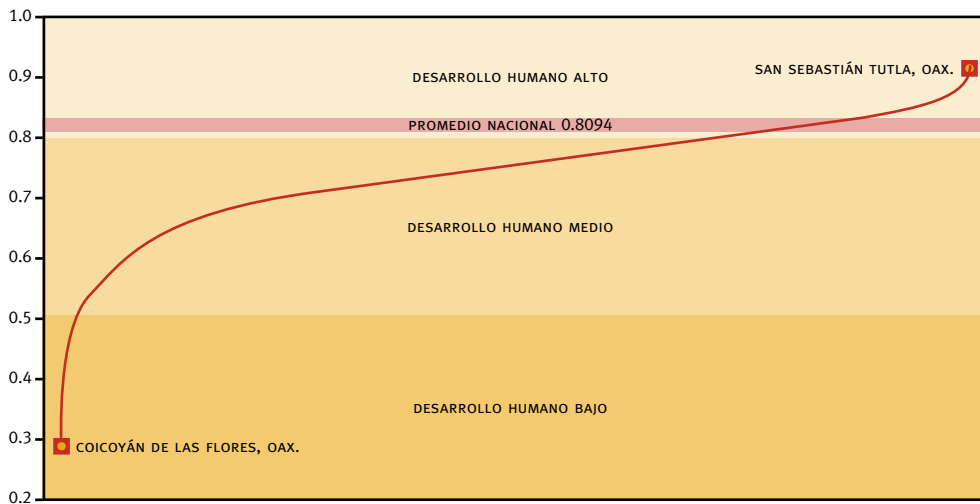 1.0
DESARROLLO HUMANO ALTO
SAN SEBASTIÁN TUTLA, OAX.
0.9
PROMEDIO NACIONAL 0.8094
0.8
0.7
DESARROLLO HUMANO MEDIO
0.6
0.5
0.4
DESARROLLO HUMANO BAJO
0.3
COICOYÁN DE LAS FLORES, OAX.
0.2